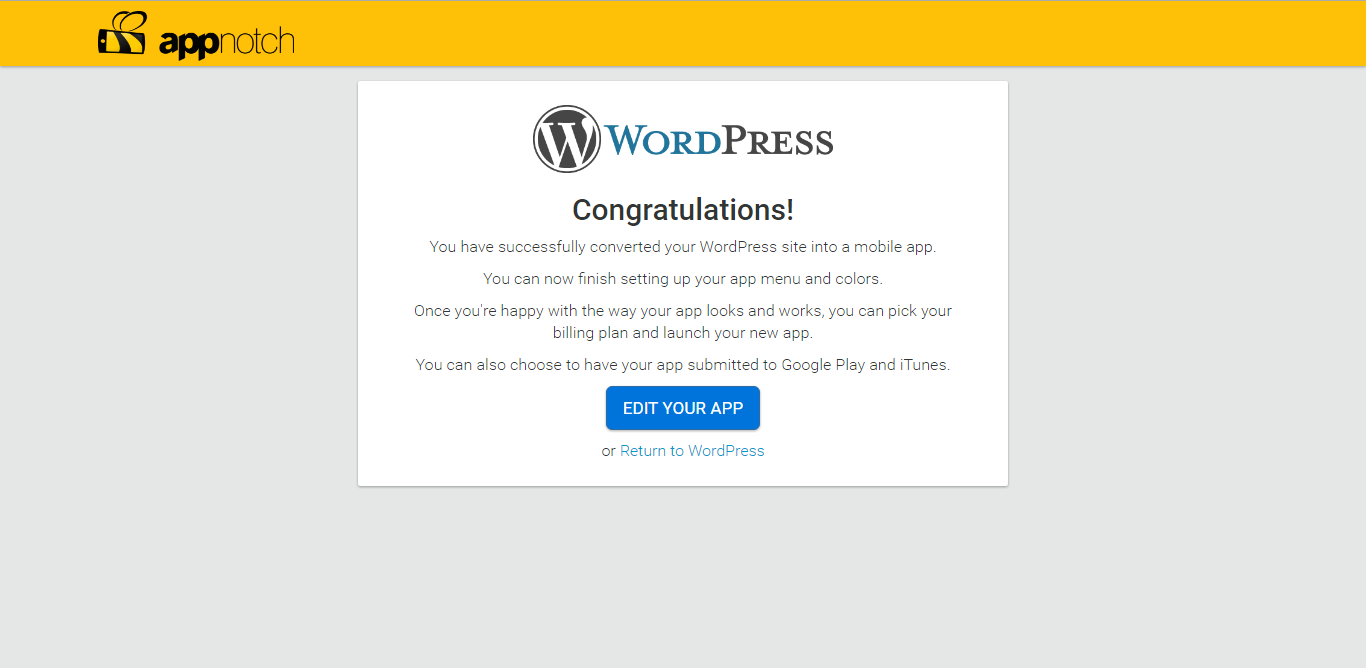 appnotch
WORDPRESS
Congratulations!
You have successfully converted your WordPress site into a mobile app.
You can now finish setting up your app menu and colors.
Once you're happy with the way your app looks and works, you can pick your
billing plan and launch your new app.
You can also choose to have your app submitted to Google Play and iTunes.
EDIT YOUR APP
or Return to WordPress